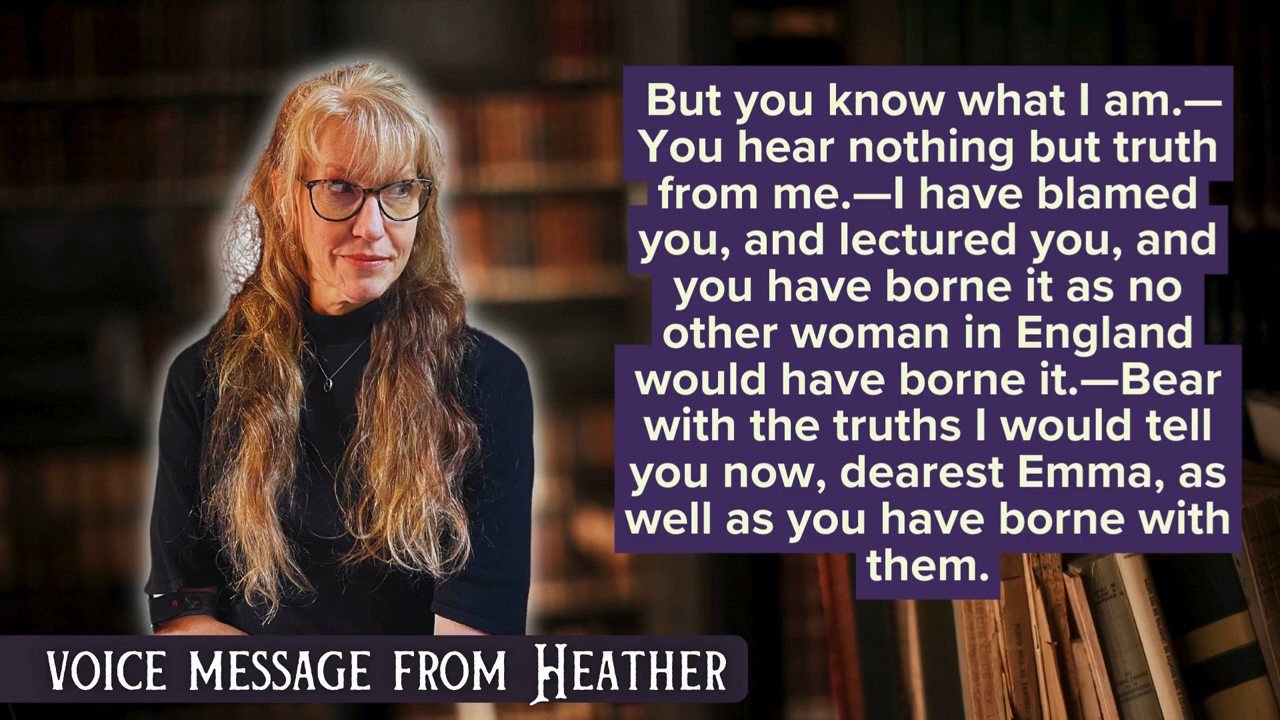 But you know what I am.—
You hear nothing but truth
from me.—I have blamed
you, and lectured you, and
you have borne it as no
other woman in England
would have borne it.—Bear
with the truths I would tell
you now, dearest Emma, as
well as you have borne with
them.
VOICE MESSAGE FROM HEATHER